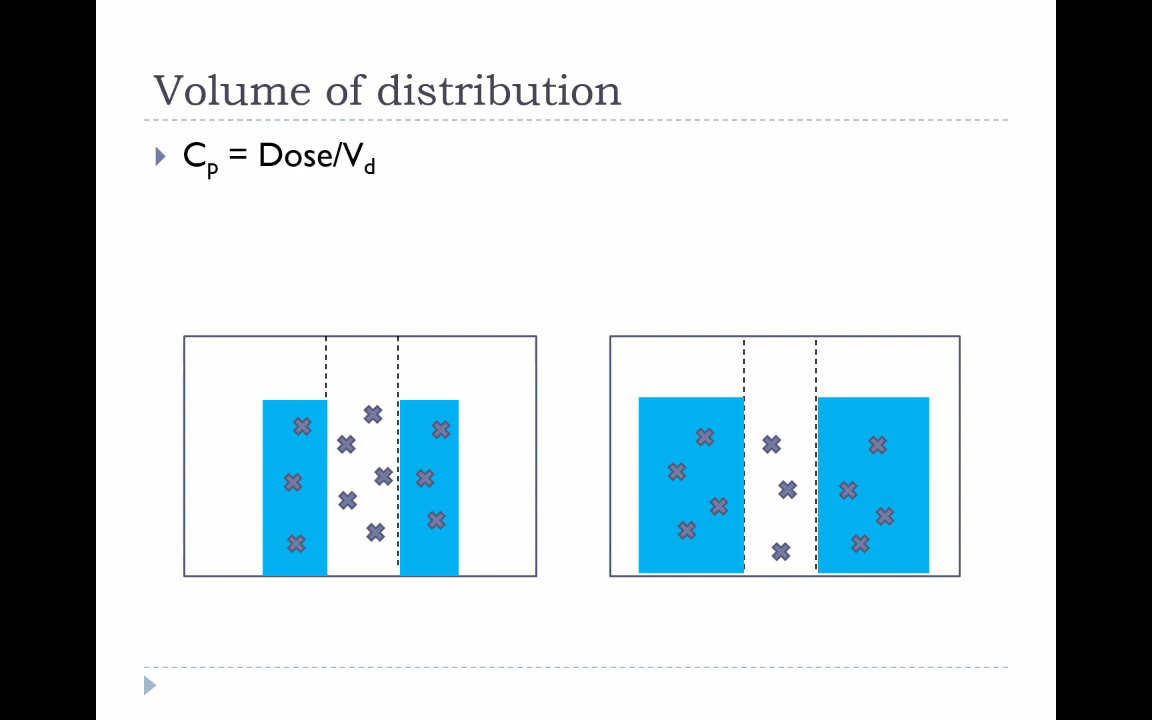 Volume of distribution
Cp = Dose/Vd